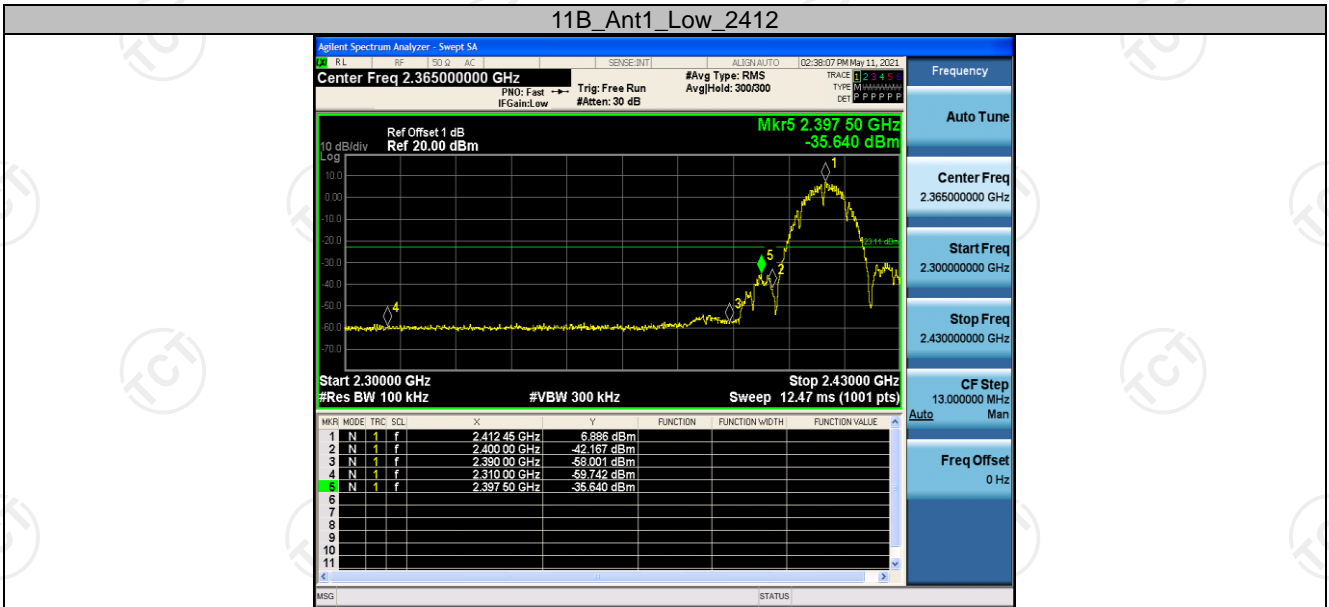 11B_Ant1_Low_2412
Agilent Spectrum Analyzer - Swept SA
RL RF 50 Ω AC SENSE:INT ALIGN AUTO 02:38:07 PM May 11, 2021
Center Freq 2.365000000 GHz
PNO: Fast
IFGain:Low
Trig: Free Run
#Atten: 30 dB
#Avg Type: RMS
Avg|Hold: 300/300
TRACE 1 2 3 4 5 6
TYPE M
DET P P P P P P
Ref Offset 1 dB
10 dB/div Ref 20.00 dBm
Log
Mkr5 2.397 50 GHz
-35.640 dBm
10.0
0.00
-10.0
-20.0
-30.0
-40.0
-50.0
-60.0
-70.0
1
5
2
3
4
Start 2.30000 GHz Stop 2.43000 GHz
#Res BW 100 kHz #VBW 300 kHz Sweep 12.47 ms (1001 pts)
MKR MODE TRC SCL X Y FUNCTION FUNCTION WIDTH FUNCTION VALUE
1 N 1 f 2.412 45 GHz 6.886 dBm
2 N 1 f 2.400 00 GHz -42.167 dBm
3 N 1 f 2.390 00 GHz -58.001 dBm
4 N 1 f 2.310 00 GHz -59.742 dBm
5 N 1 f 2.397 50 GHz -35.640 dBm
6
7
8
9
10
11
MSG STATUS
Frequency
Auto Tune
Center Freq
2.365000000 GHz
Start Freq
2.300000000 GHz
Stop Freq
2.430000000 GHz
CF Step
13.000000 MHz
Auto Man
Freq Offset
0 Hz
TCT
TCT
TCT
TCT
TCT
TCT
TCT
TCT
TCT
TCT